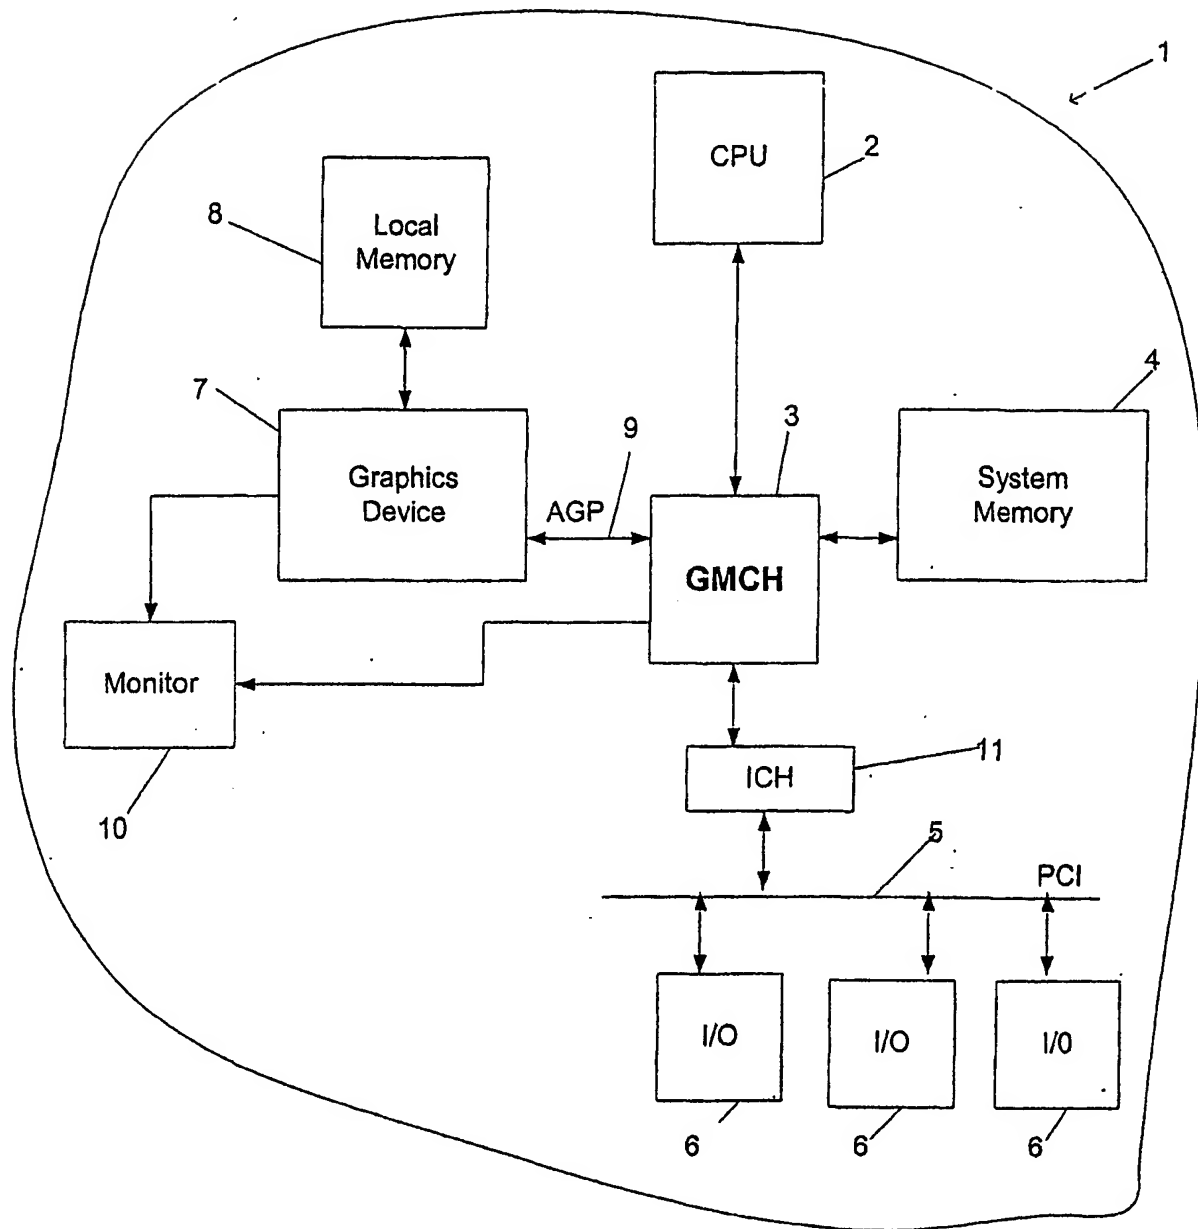 1
CPU
2
8
Local
Memory
7
Graphics
Device
AGP
9
3
GMCH
4
System
Memory
Monitor
10
ICH
11
5
PCI
I/O
I/O
I/0
6
6
6